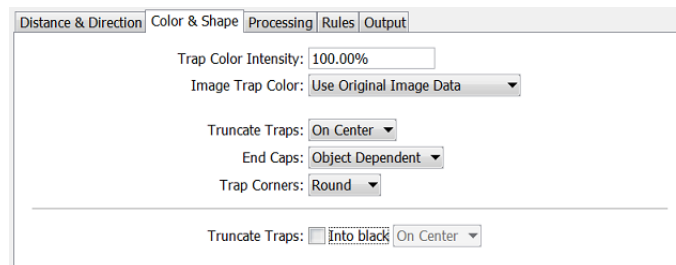 Distance & Direction Color & Shape Processing Rules Output
Trap Color Intensity: 100.00%
Image Trap Color: Use Original Image Data
Truncate Traps: On Center
End Caps: Object Dependent
Trap Corners: Round
Truncate Traps: Into black On Center